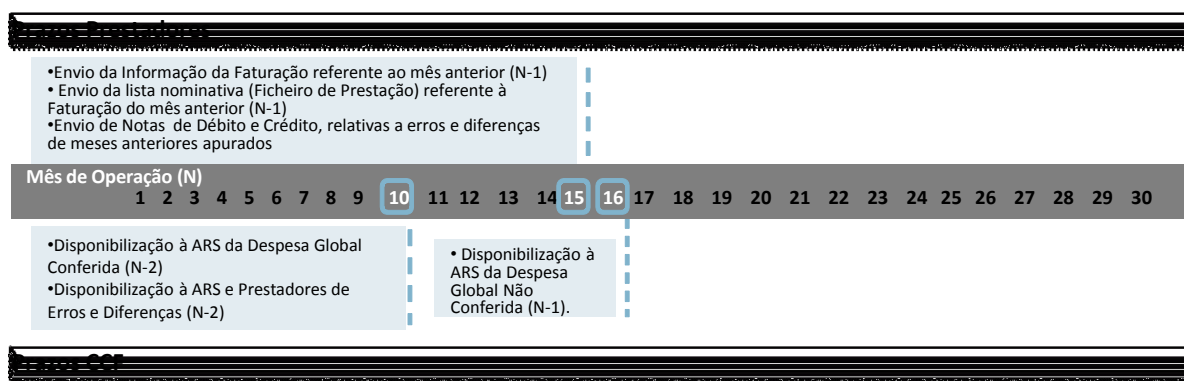 Prazos Prestadores
•Envio da Informação da Faturação referente ao mês anterior (N-1)
• Envio da lista nominativa (Ficheiro de Prestação) referente à
Faturação do mês anterior (N-1)
•Envio de Notas de Débito e Crédito, relativas a erros e diferenças
de meses anteriores apurados
Mês de Operação (N)
1 2 3 4 5 6 7 8 9 10 11 12 13 14 15 16 17 18 19 20 21 22 23 24 25 26 27 28 29 30
•Disponibilização à ARS da Despesa Global
Conferida (N-2)
•Disponibilização à ARS e Prestadores de
Erros e Diferenças (N-2)
• Disponibilização à
ARS da Despesa
Global Não
Conferida (N-1).
Prazos CCF